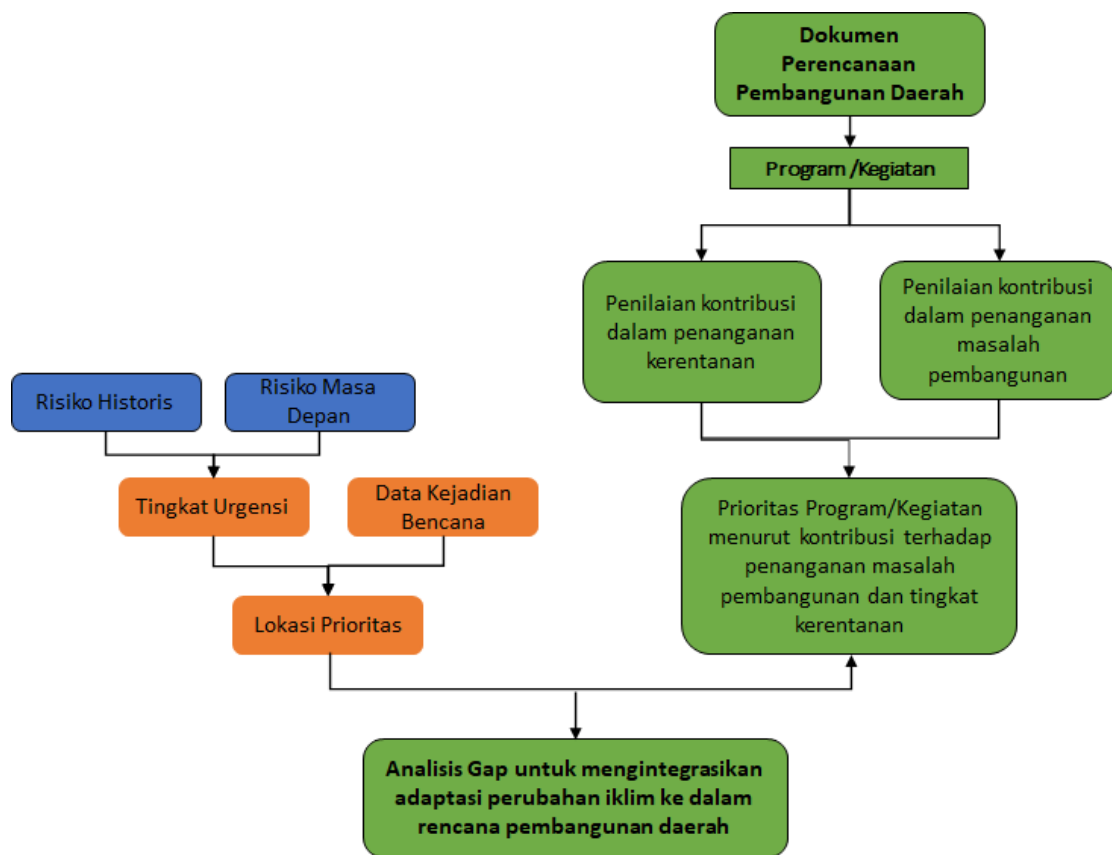 Dokumen
Perencanaan
Pembangunan Daerah
Program /Kegiatan
Penilaian kontribusi
dalam penanganan
kerentanan
Penilaian kontribusi
dalam penanganan
masalah
pembangunan
Risiko Historis
Risiko Masa
Depan
Tingkat Urgensi
Data Kejadian
Bencana
Lokasi Prioritas
Prioritas Program/Kegiatan
menurut kontribusi terhadap
penanganan masalah
pembangunan dan tingkat
kerentanan
Analisis Gap untuk mengintegrasikan
adaptasi perubahan iklim ke dalam
rencana pembangunan daerah